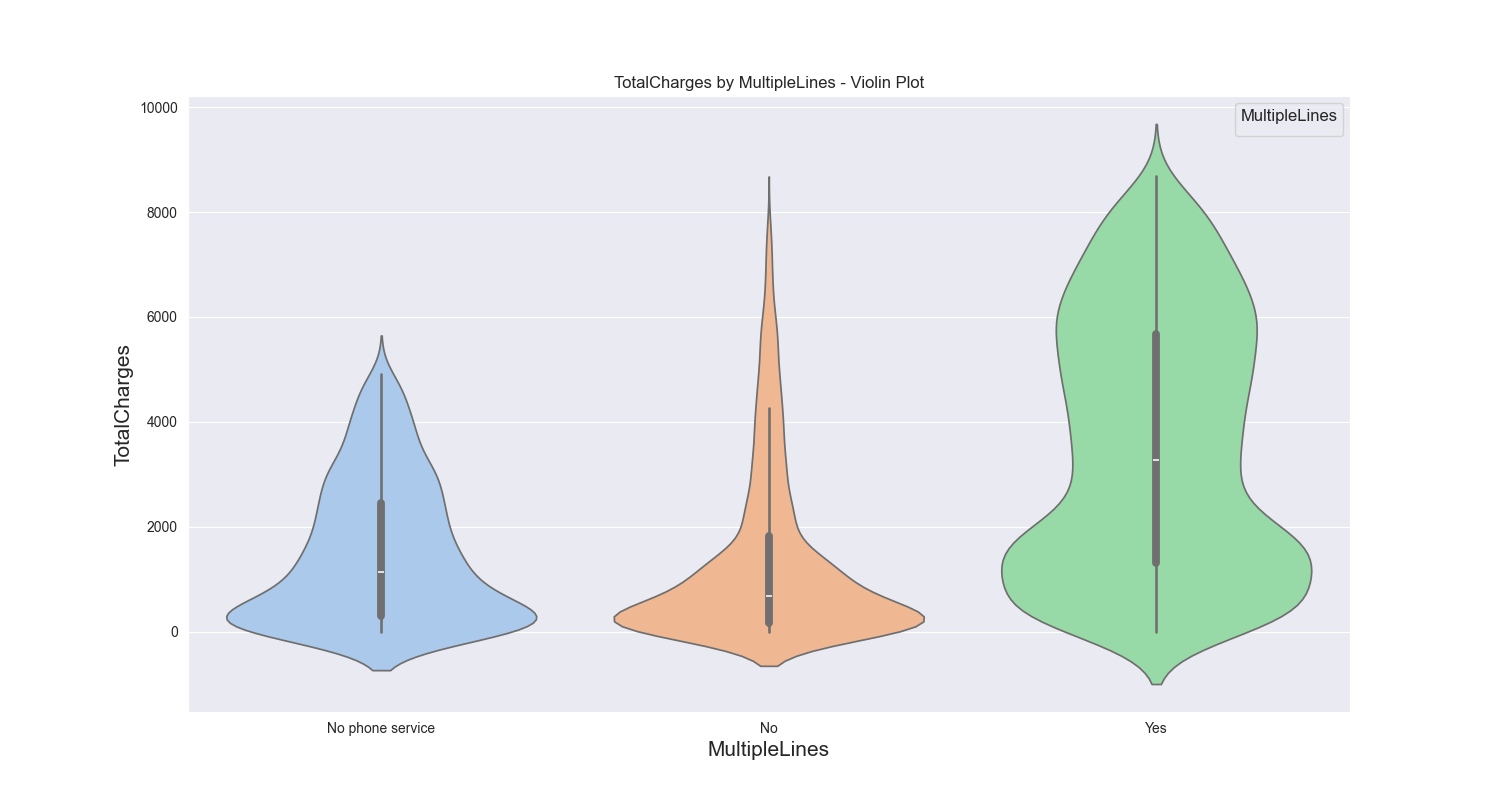 TotalCharges by MultipleLines - Violin Plot
MultipleLines
10000
8000
6000
4000
2000
0
TotalCharges
No phone service
No
Yes
MultipleLines